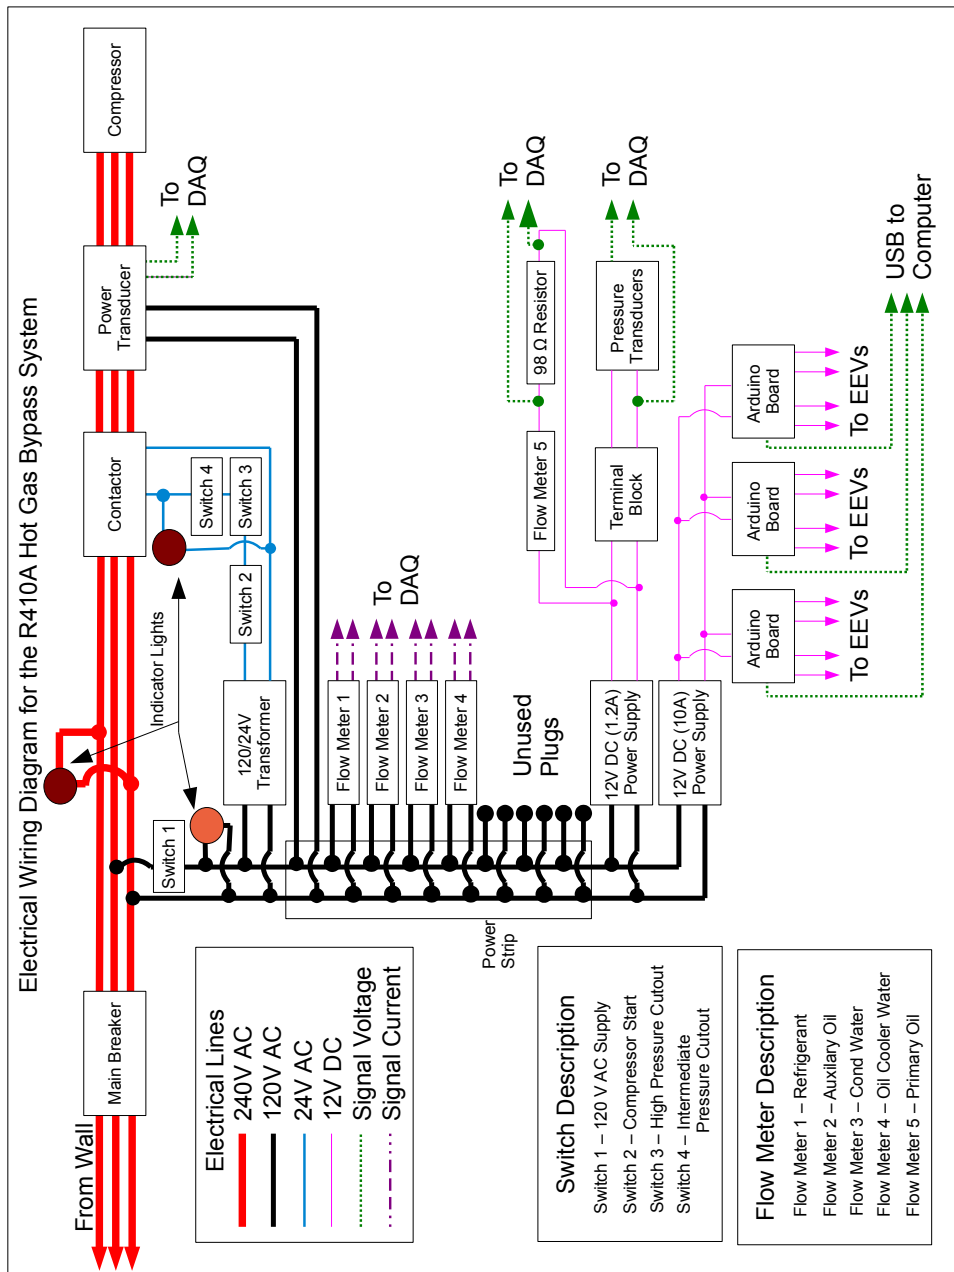 Electrical Wiring Diagram for the R410A Hot Gas Bypass System
From Wall
Main Breaker
Contactor
Power
Transducer
Compressor
To
DAQ
Indicator Lights
Switch 1
Switch 2
Switch 4
Switch 3
120/24V
Transformer
Flow Meter 1
Flow Meter 2
Flow Meter 3
Flow Meter 4
To
DAQ
Unused
Plugs
Power
Strip
12V DC (1.2A)
Power Supply
12V DC (10A)
Power Supply
Flow Meter 5
98 Ω Resistor
To
DAQ
Terminal
Block
Pressure
Transducers
To
DAQ
Arduino
Board
To EEVs
Arduino
Board
To EEVs
Arduino
Board
To EEVs
USB to
Computer
Electrical Lines
240V AC
120V AC
24V AC
12V DC
Signal Voltage
Signal Current
Switch Description
Switch 1 – 120 V AC Supply
Switch 2 – Compressor Start
Switch 3 – High Pressure Cutout
Switch 4 – Intermediate
Pressure Cutout
Flow Meter Description
Flow Meter 1 – Refrigerant
Flow Meter 2 – Auxilary Oil
Flow Meter 3 – Cond Water
Flow Meter 4 – Oil Cooler Water
Flow Meter 5 – Primary Oil